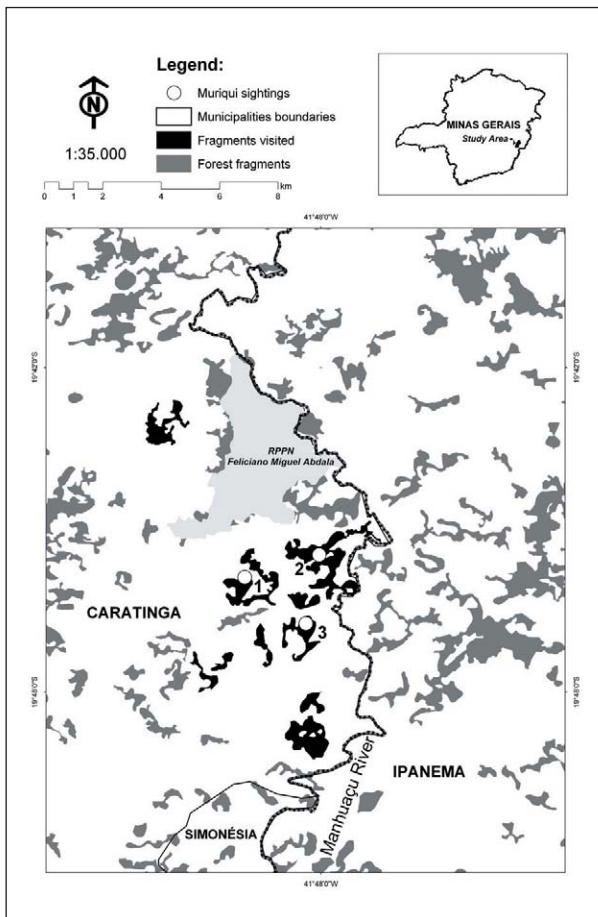 Legend:
Muriqui sightings
Municipalities boundaries
Fragments visited
Forest fragments
N
1:35.000
0 1 2 4 6 8
km
MINAS GERAIS
Study Area
41°48'0"W
19°42'0"S
19°42'0"S
RPPN
Feliciano Miguel Abdala
2
1
CARATINGA
3
19°48'0"S
19°48'0"S
IPANEMA
Manhuaçu River
SIMONÉSIA
41°48'0"W